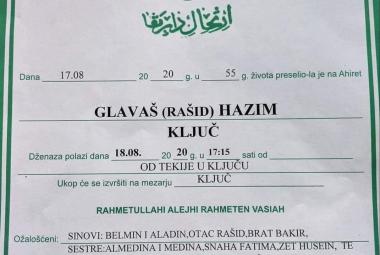 Dana 17.08 20 20 g. u 55 g. života preselio-la je na Ahiret
GLAVAŠ (RAŠID) HAZIM
KLJUČ
Dženaza polazi dana 18.08. 20 20 g. u 17:15 sati od
OD TEKIJE U KLJUČU
Ukop će se izvršiti na mezarju KLJUČ
RAHMETULLAHI ALEJHI RAHMETEN VASIAH
Ožalošćeni: SINOVI: BELMIN I ALADIN,OTAC RAŠID,BRAT BAKIR,
SESTRE:ALMEDINA I MEDINA,SNAHA FATIMA,ZET HUSEIN, TE